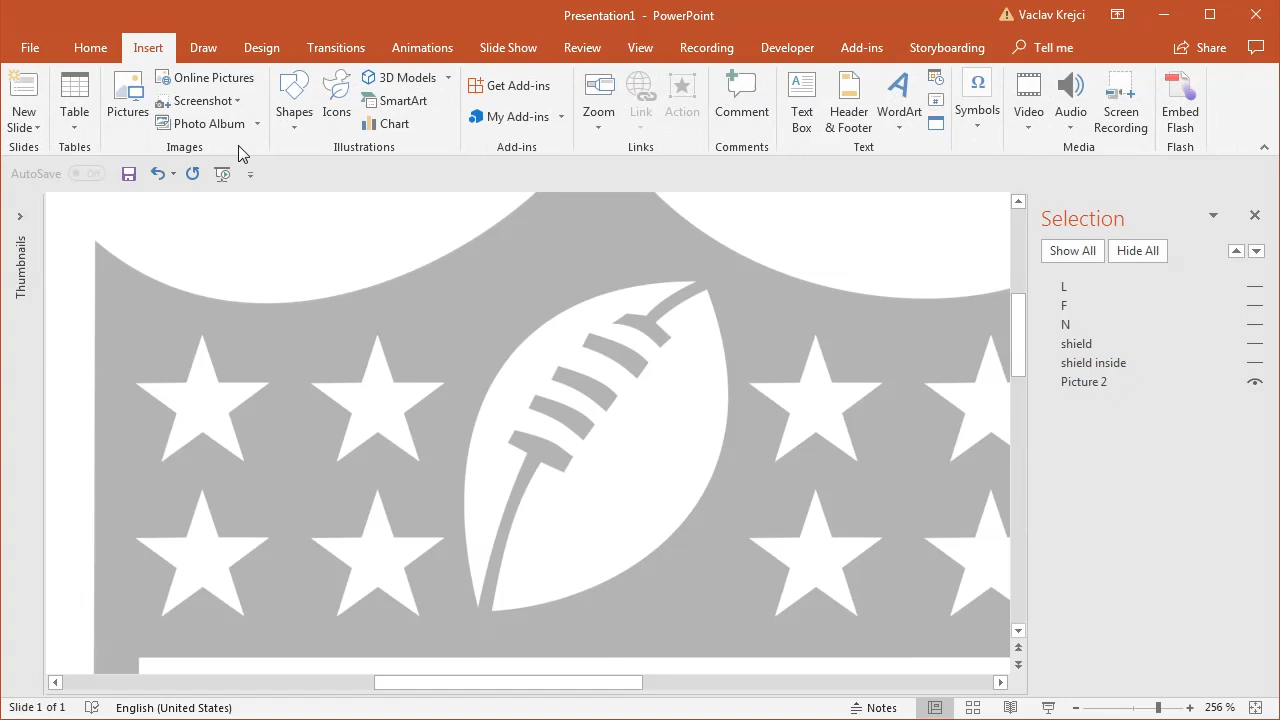 Presentation1 - PowerPoint
Vaclav Krejci
File Home Insert Draw Design Transitions Animations Slide Show Review View Recording Developer Add-ins Storyboarding Tell me Share
New Slide
Table
Pictures
Online Pictures
Screenshot
Photo Album
Shapes
Icons
3D Models
SmartArt
Chart
Get Add-ins
My Add-ins
Zoom
Link
Action
Comment
Text Box
Header & Footer
WordArt
Symbols
Video
Audio
Screen Recording
Embed Flash
Slides Tables Images Illustrations Add-ins Links Comments Text Media Flash
AutoSave Off
Thumbnails
Selection
Show All Hide All
L
F
N
shield
shield inside
Picture 2
Slide 1 of 1 English (United States) Notes 256 %